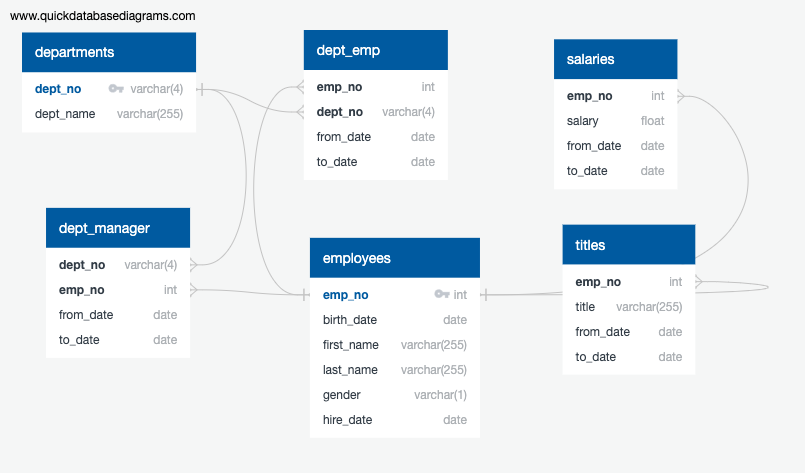 www.quickdatabasediagrams.com
departments
dept_no varchar(4)
dept_name varchar(255)
dept_emp
emp_no int
dept_no varchar(4)
from_date date
to_date date
salaries
emp_no int
salary float
from_date date
to_date date
dept_manager
dept_no varchar(4)
emp_no int
from_date date
to_date date
employees
emp_no int
birth_date date
first_name varchar(255)
last_name varchar(255)
gender varchar(1)
hire_date date
titles
emp_no int
title varchar(255)
from_date date
to_date date